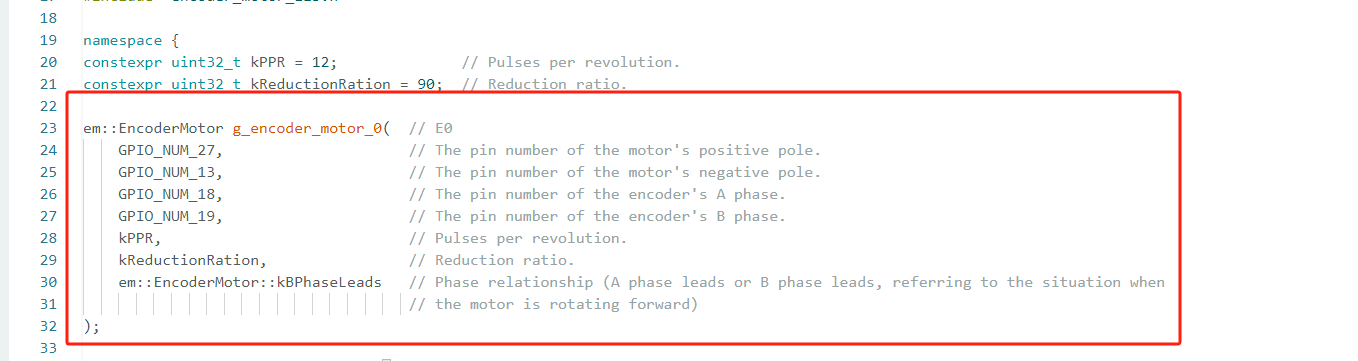 18
19 namespace {
20 constexpr uint32_t kPPR = 12; // Pulses per revolution.
21 constexpr uint32_t kReductionRation = 90; // Reduction ratio.
22
23 em::EncoderMotor g_encoder_motor_0( // E0
24 GPIO_NUM_27, // The pin number of the motor's positive pole.
25 GPIO_NUM_13, // The pin number of the motor's negative pole.
26 GPIO_NUM_18, // The pin number of the encoder's A phase.
27 GPIO_NUM_19, // The pin number of the encoder's B phase.
28 kPPR, // Pulses per revolution.
29 kReductionRation, // Reduction ratio.
30 em::EncoderMotor::kBPhaseLeads // Phase relationship (A phase leads or B phase leads, referring to the situation when
31 // the motor is rotating forward)
32 );
33